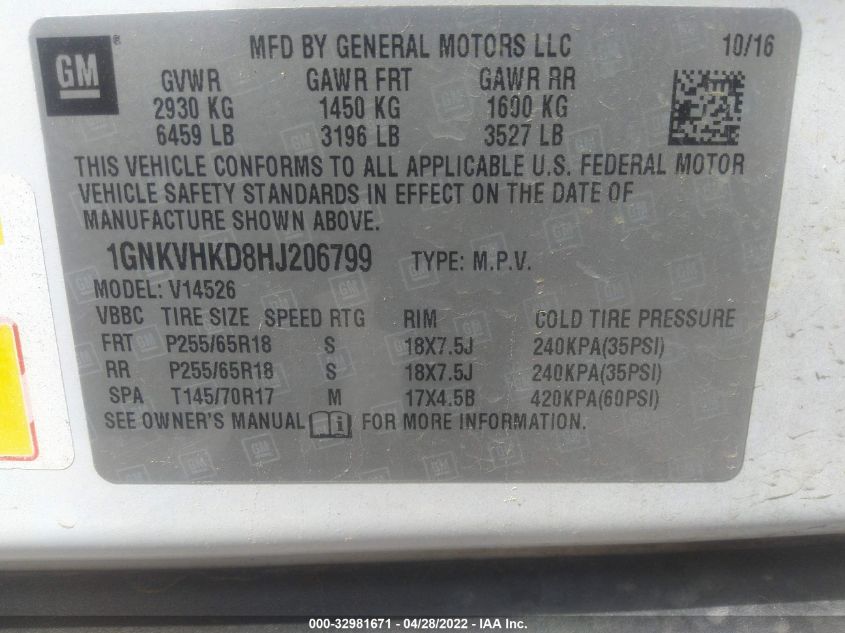 GM ® MFD BY GENERAL MOTORS LLC 10/16
GVWR GAWR FRT GAWR RR
2930 KG 1450 KG 1600 KG
6459 LB 3196 LB 3527 LB
THIS VEHICLE CONFORMS TO ALL APPLICABLE U.S. FEDERAL MOTOR
VEHICLE SAFETY STANDARDS IN EFFECT ON THE DATE OF
MANUFACTURE SHOWN ABOVE.
1GNKVHKD8HJ206799 TYPE: M.P.V.
MODEL: V14526
VBBC TIRE SIZE SPEED RTG RIM COLD TIRE PRESSURE
FRT P255/65R18 S 18X7.5J 240KPA(35PSI)
RR P255/65R18 S 18X7.5J 240KPA(35PSI)
SPA T145/70R17 M 17X4.5B 420KPA(60PSI)
SEE OWNER'S MANUAL i FOR MORE INFORMATION.
000-32981671 - 04/28/2022 - IAA Inc.